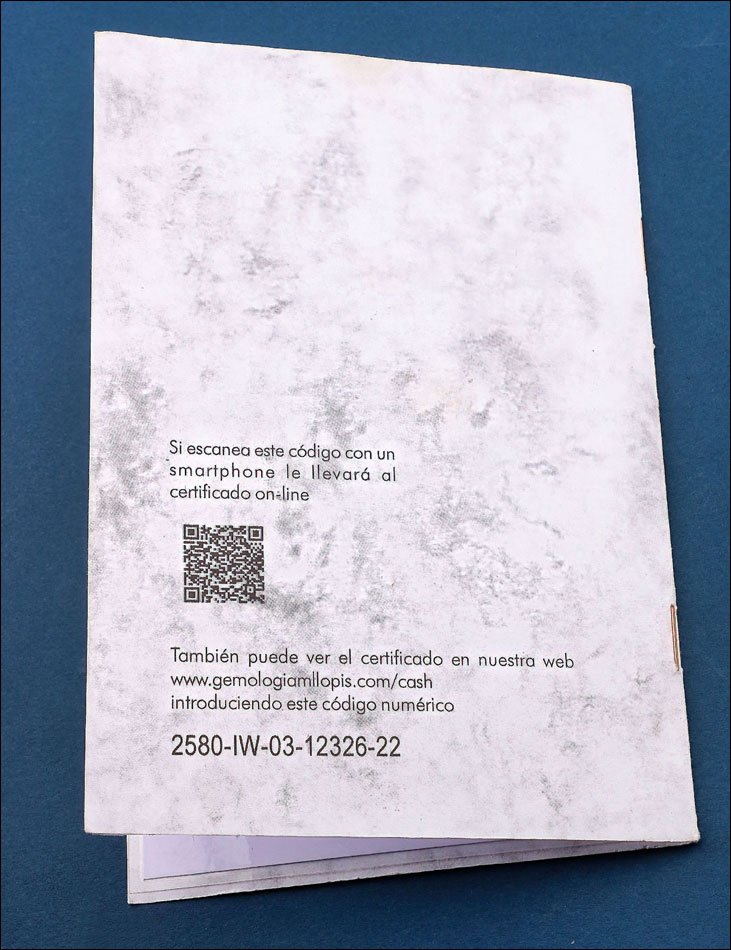 Si escanea este código con un
smartphone le llevará al
certificado on-line
También puede ver el certificado en nuestra web
www.gemologiamllopis.com/cash
introduciendo este código numérico
2580-IW-03-12326-22